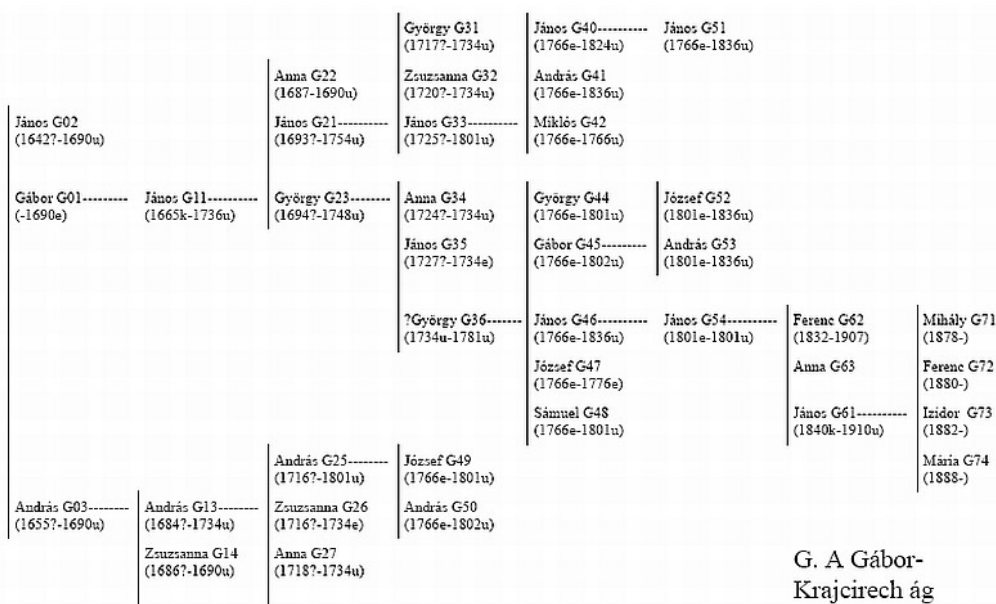 György G31
(1717?-1734u)
János G40----------
(1766e-1824u)
János G51
(1766e-1836u)
Anna G22
(1687-1690u)
Zsuzsanna G32
(1720?-1734u)
András G41
(1766e-1836u)
János G02
(1642?-1690u)
János G21----------
(1693?-1754u)
János G33----------
(1725?-1801u)
Miklós G42
(1766e-1766u)
Gábor G01---------
(-1690e)
János G11----------
(1665k-1736u)
György G23--------
(1694?-1748u)
Anna G34
(1724?-1734u)
György G44
(1766e-1801u)
József G52
(1801e-1836u)
János G35
(1727?-1734e)
Gábor G45---------
(1766e-1802u)
András G53
(1801e-1836u)
?György G36-------
(1734u-1781u)
János G46----------
(1766e-1836u)
János G54----------
(1801e-1801u)
Ferenc G62
(1832-1907)
Mihály G71
(1878-)
József G47
(1766e-1776e)
Anna G63
Ferenc G72
(1880-)
Sámuel G48
(1766e-1801u)
János G61----------
(1840k-1910u)
Izidor G73
(1882-)
András G25--------
(1716?-1801u)
József G49
(1766e-1801u)
Mária G74
(1888-)
András G03--------
(1655?-1690u)
András G13--------
(1684?-1734u)
Zsuzsanna G26
(1716?-1734e)
András G50
(1766e-1802u)
Zsuzsanna G14
(1686?-1690u)
Anna G27
(1718?-1734u)
G. A Gábor-
Krajcirech ág